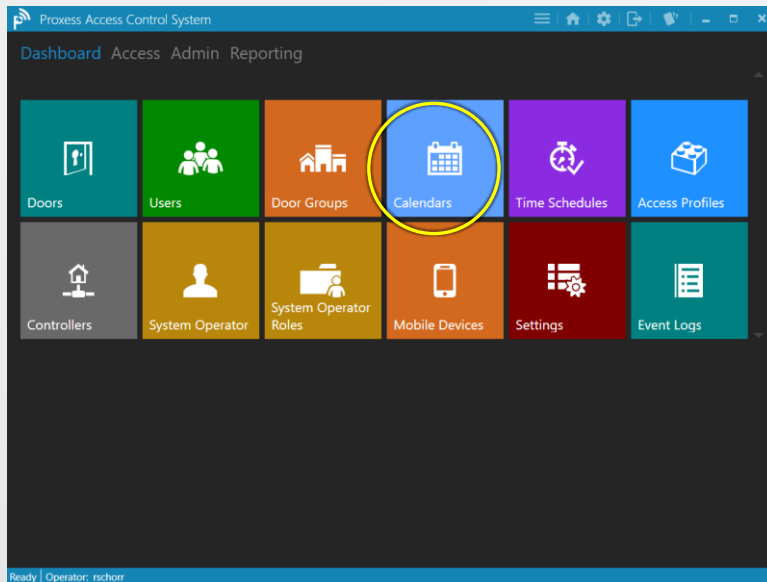 Proxess Access Control System
Dashboard Access Admin Reporting
Doors
Users
Door Groups
Calendars
Time Schedules
Access Profiles
Controllers
System Operator
System Operator
Roles
Mobile Devices
Settings
Event Logs
Ready Operator: rschorr